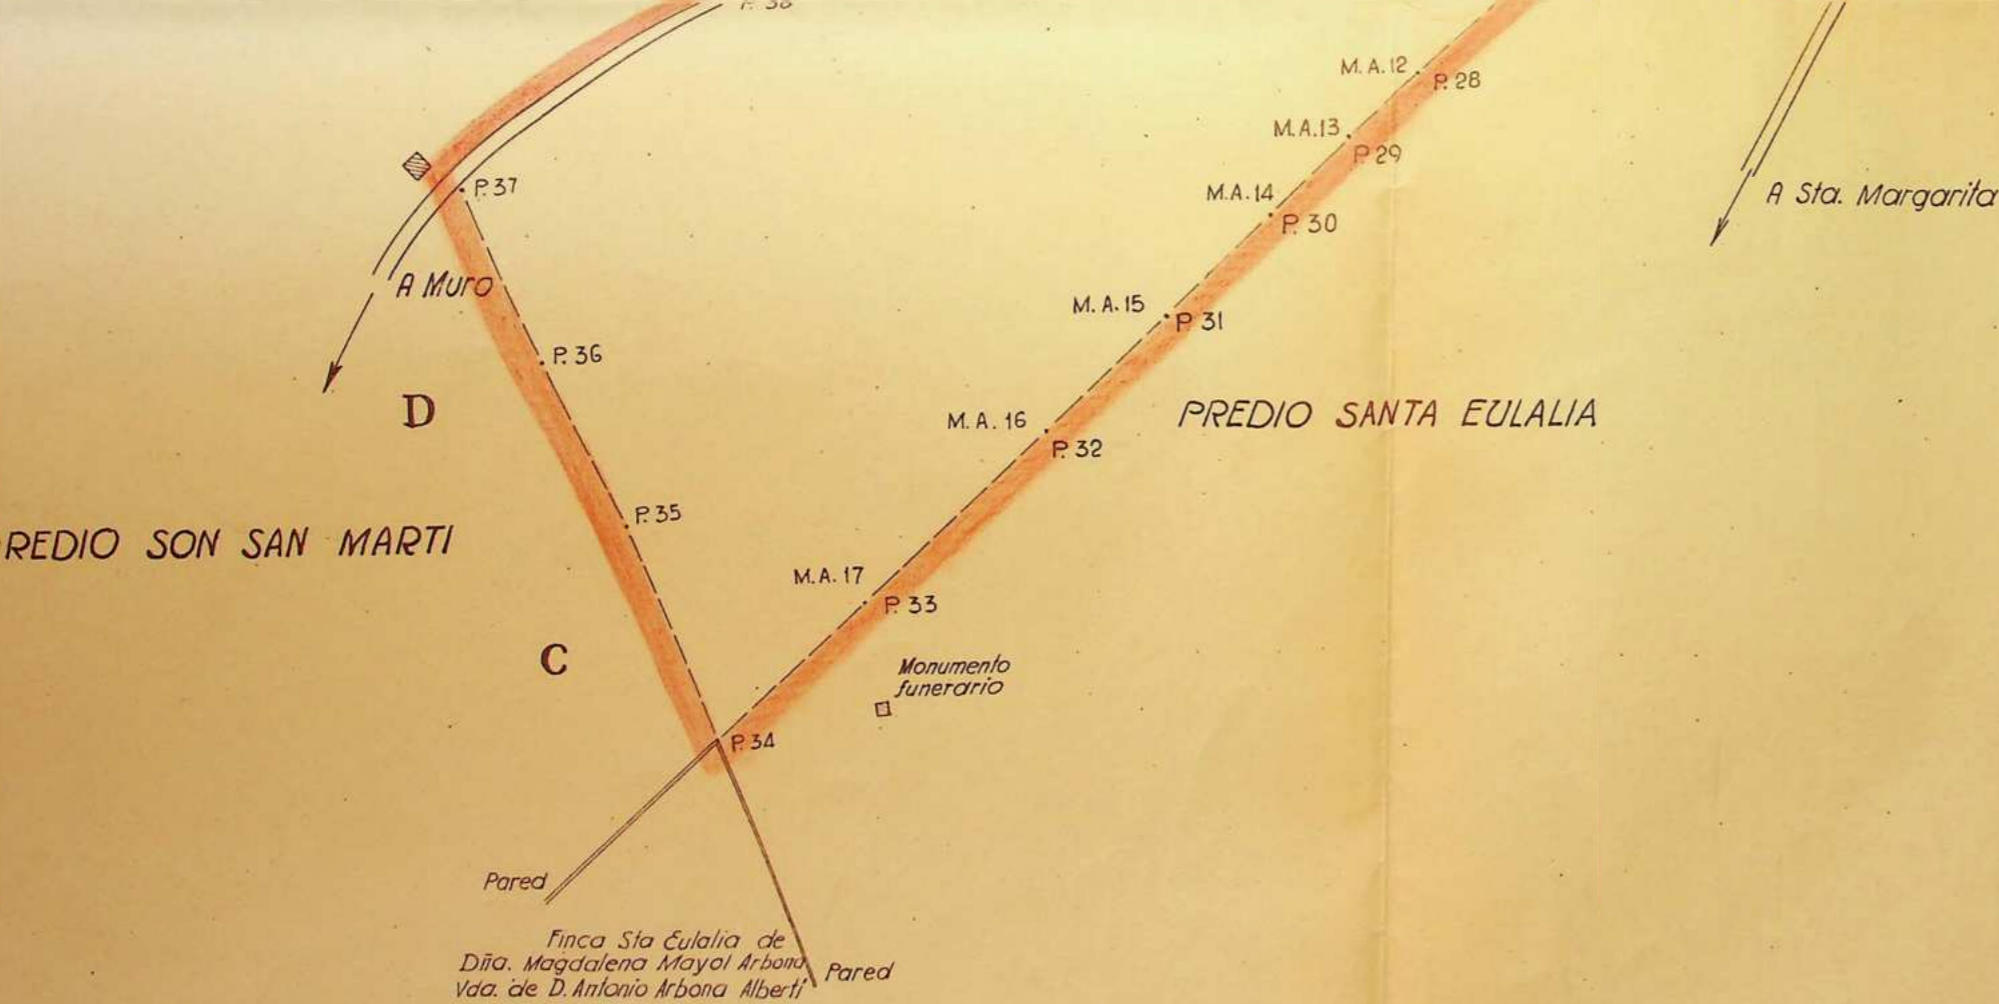 P. 38
M.A.12
P. 28
M.A.13
P. 29
M.A.14
P. 30
A Sta. Margarita
P. 37
A Muro
M.A.15
P. 31
P. 36
D
M.A.16
P. 32
PREDIO SANTA EULALIA
P. 35
REDIO SON SAN MARTI
M.A.17
P. 33
C
Monumento
funerario
P. 34
Pared
Finca Sta Eulalia de
Dña. Magdalena Mayol Arbona
Vda. de D. Antonio Arbona Albertí
Pared